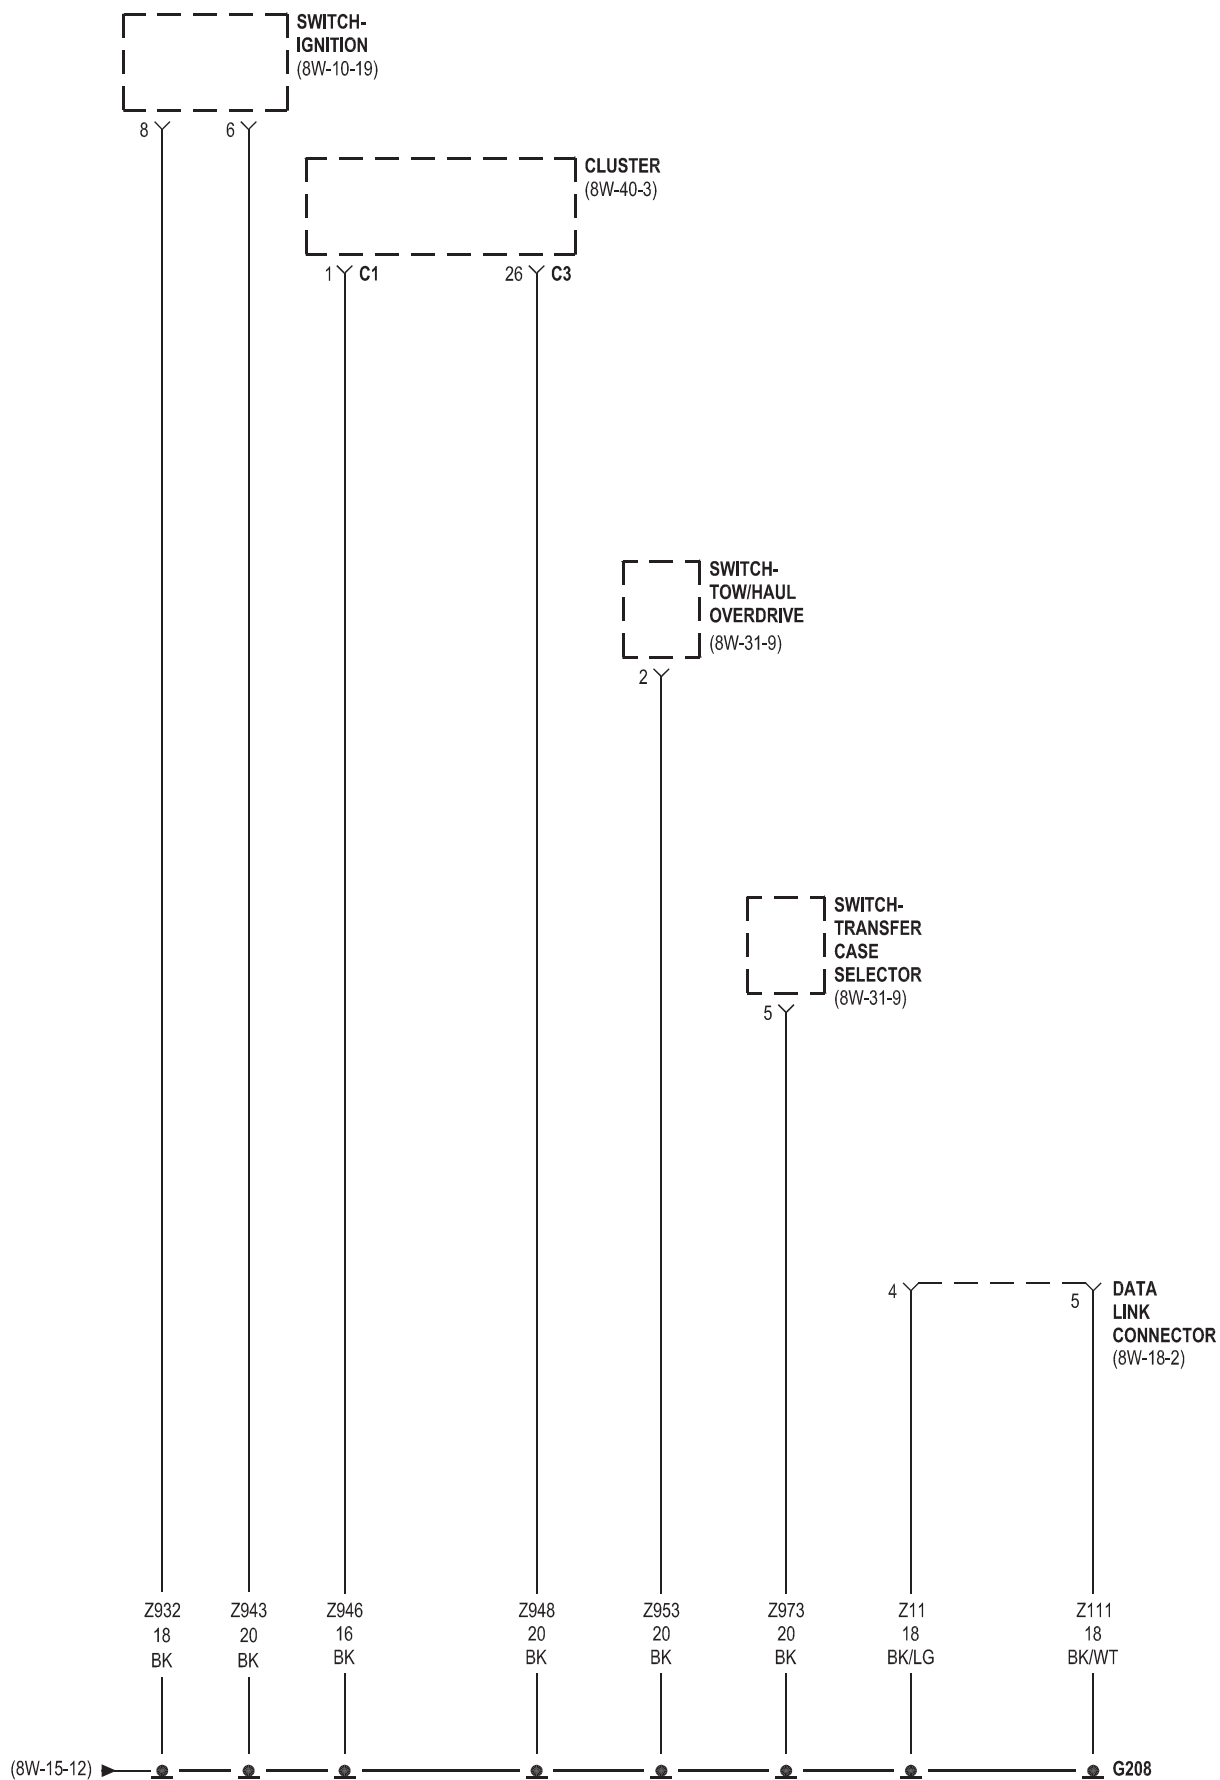 SWITCH-
IGNITION
(8W-10-19)
8
6
CLUSTER
(8W-40-3)
1
C1
26
C3
SWITCH-
TOW/HAUL
OVERDRIVE
(8W-31-9)
2
SWITCH-
TRANSFER
CASE
SELECTOR
(8W-31-9)
5
4
5
DATA
LINK
CONNECTOR
(8W-18-2)
Z932
18
BK
Z943
20
BK
Z946
16
BK
Z948
20
BK
Z953
20
BK
Z973
20
BK
Z11
18
BK/LG
Z111
18
BK/WT
(8W-15-12)
G208